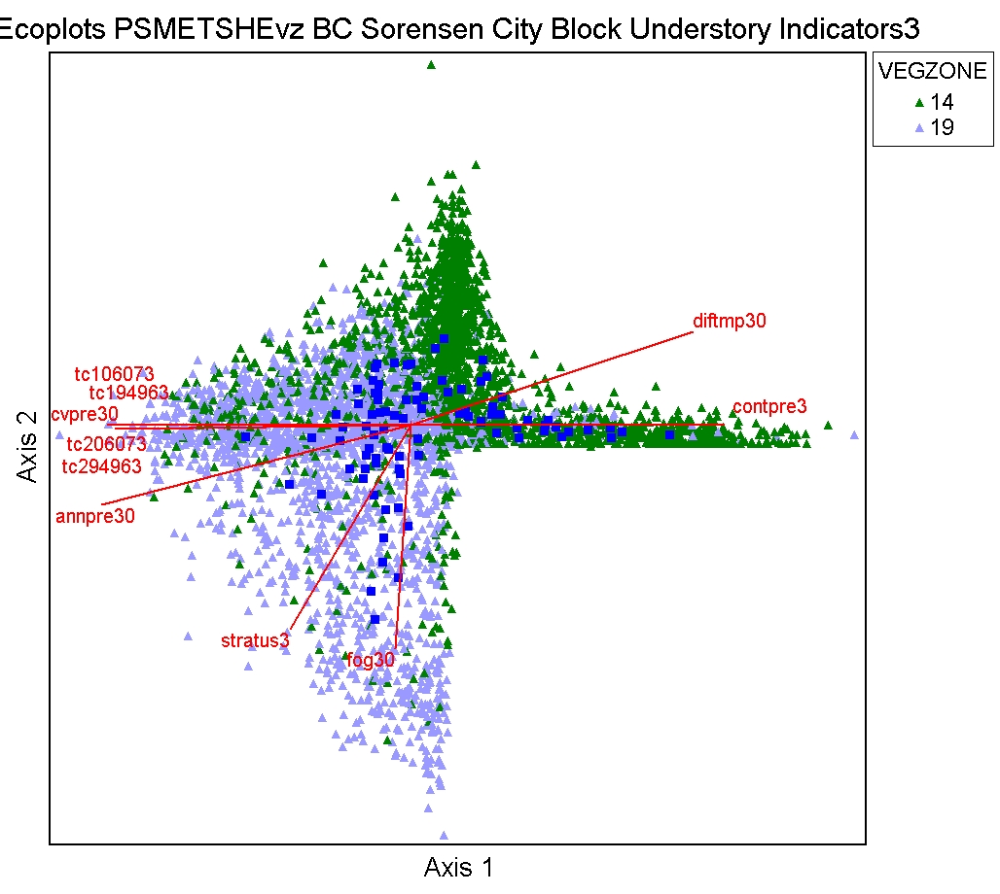 Ecoplots PSMETSHEvz BC Sorensen City Block Understory Indicators3
VEGZONE
14
19
diftmp30
tc106073
tc194963
contpre3
cvpre30
tc206073
tc294963
annpre30
stratus3
fog30
Axis 2
Axis 1